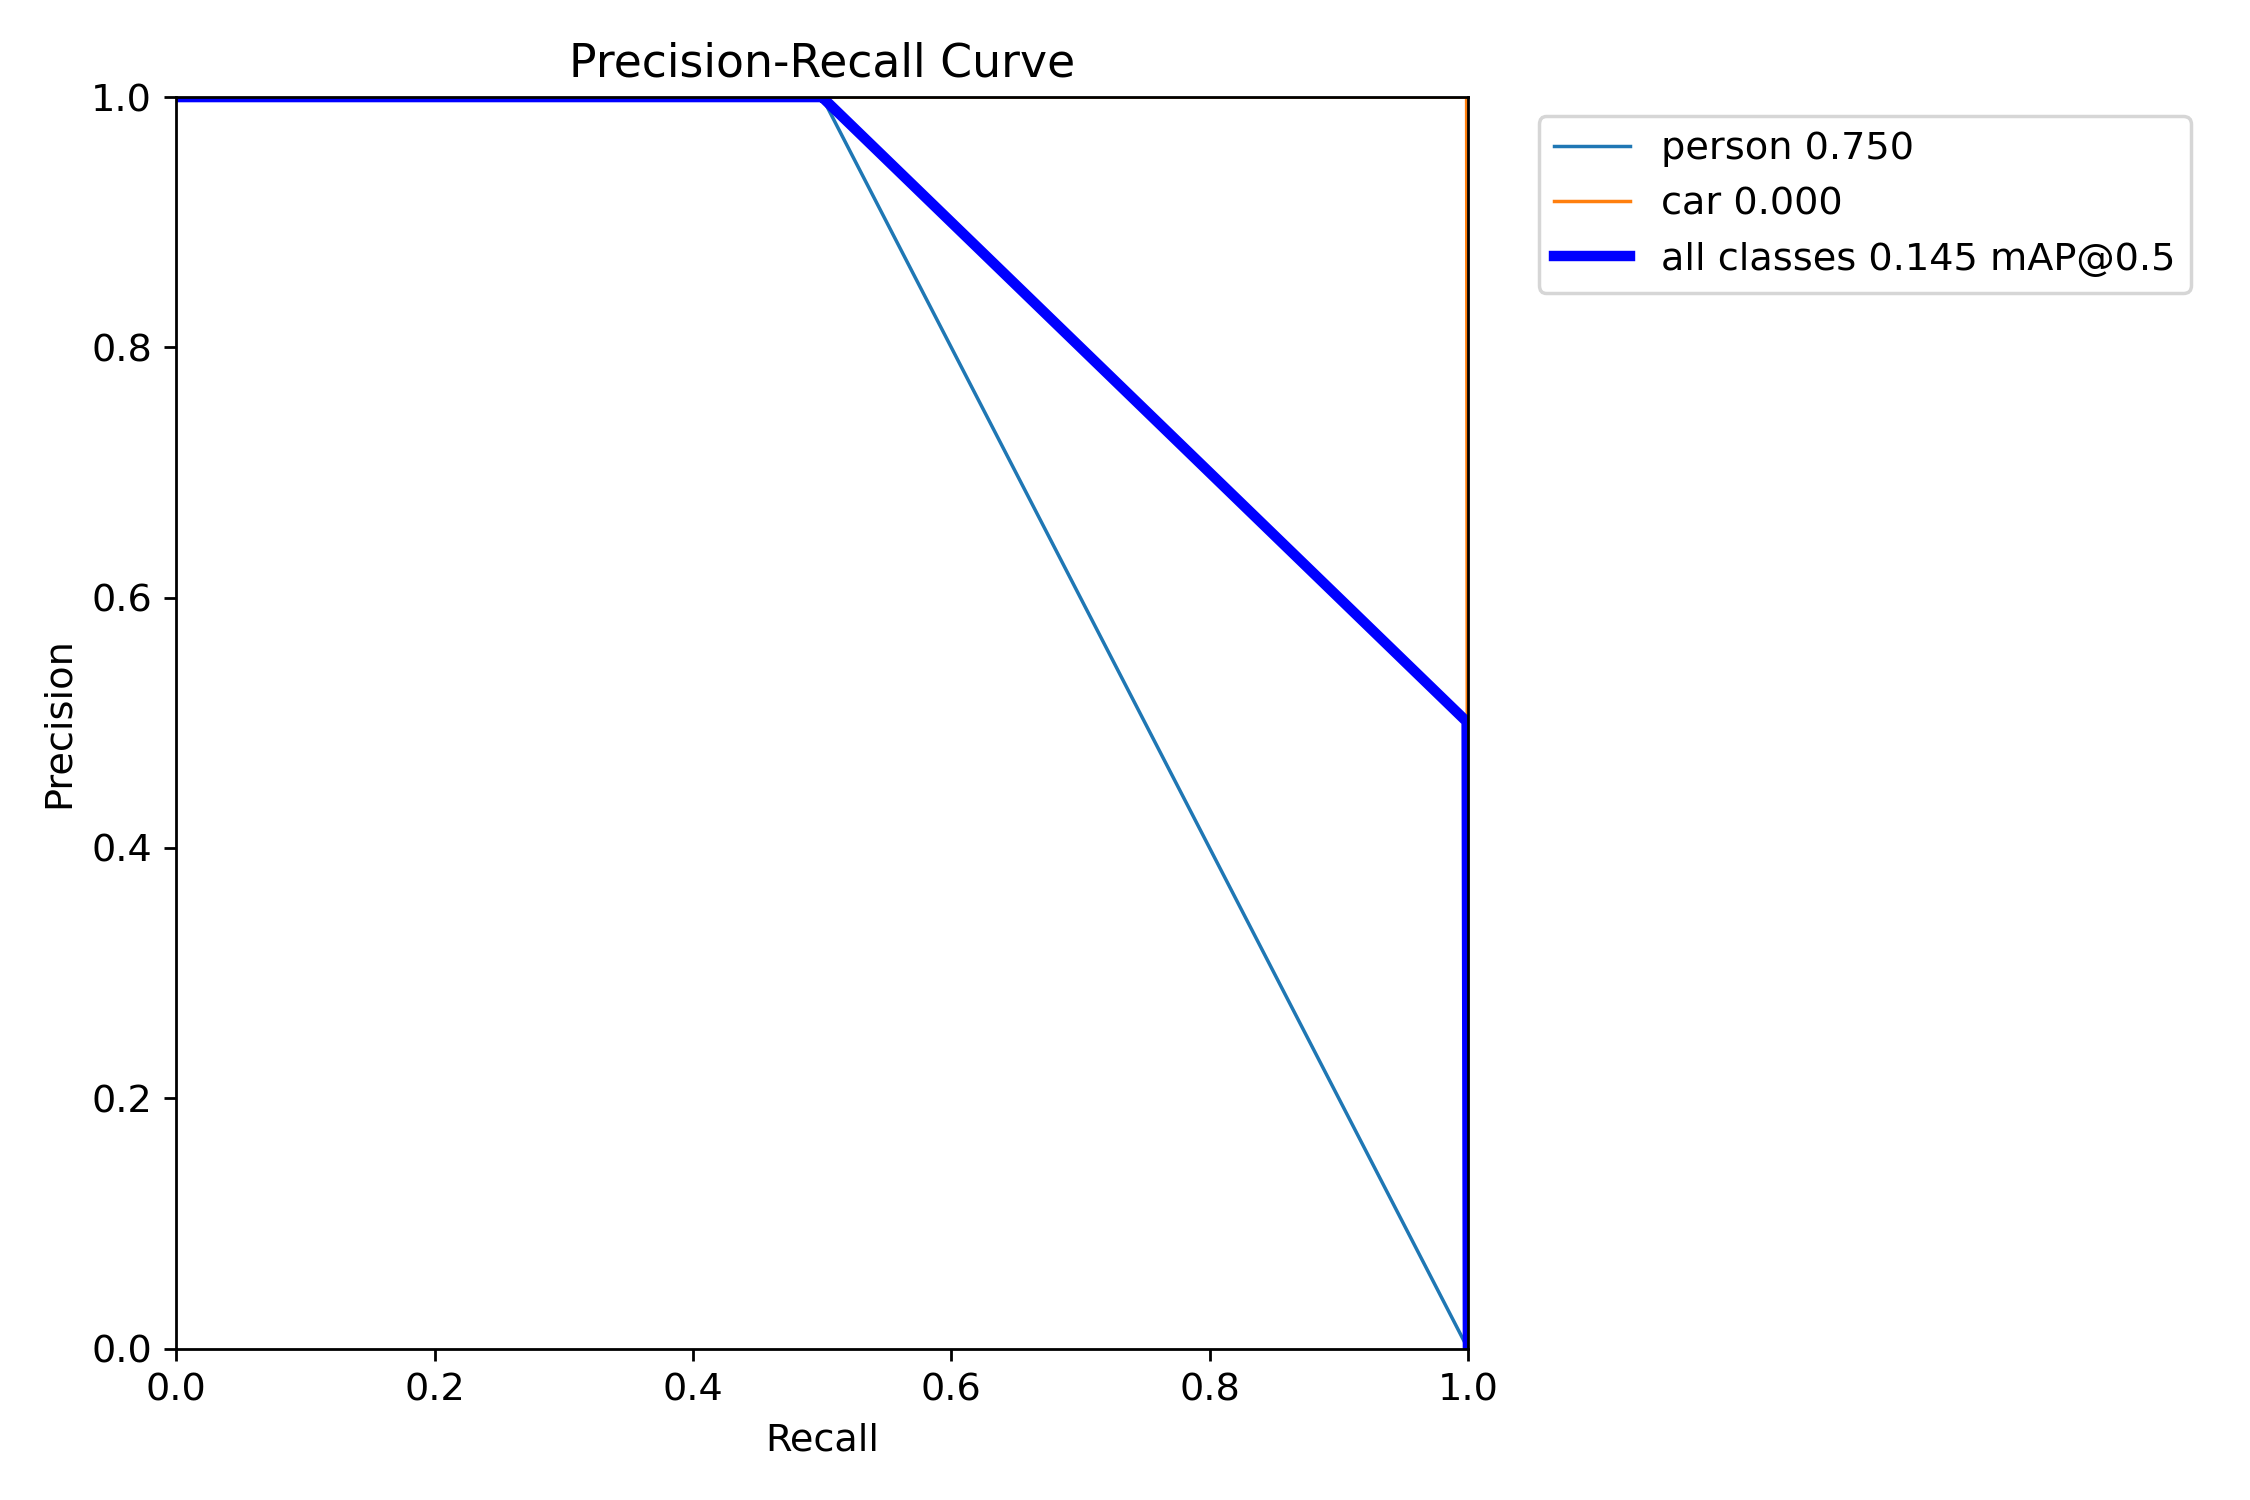 Precision-Recall Curve
1.0
0.8
0.6
0.4
0.2
0.0
Precision
0.0 0.2 0.4 0.6 0.8 1.0
Recall
person 0.750
car 0.000
all classes 0.145 mAP@0.5